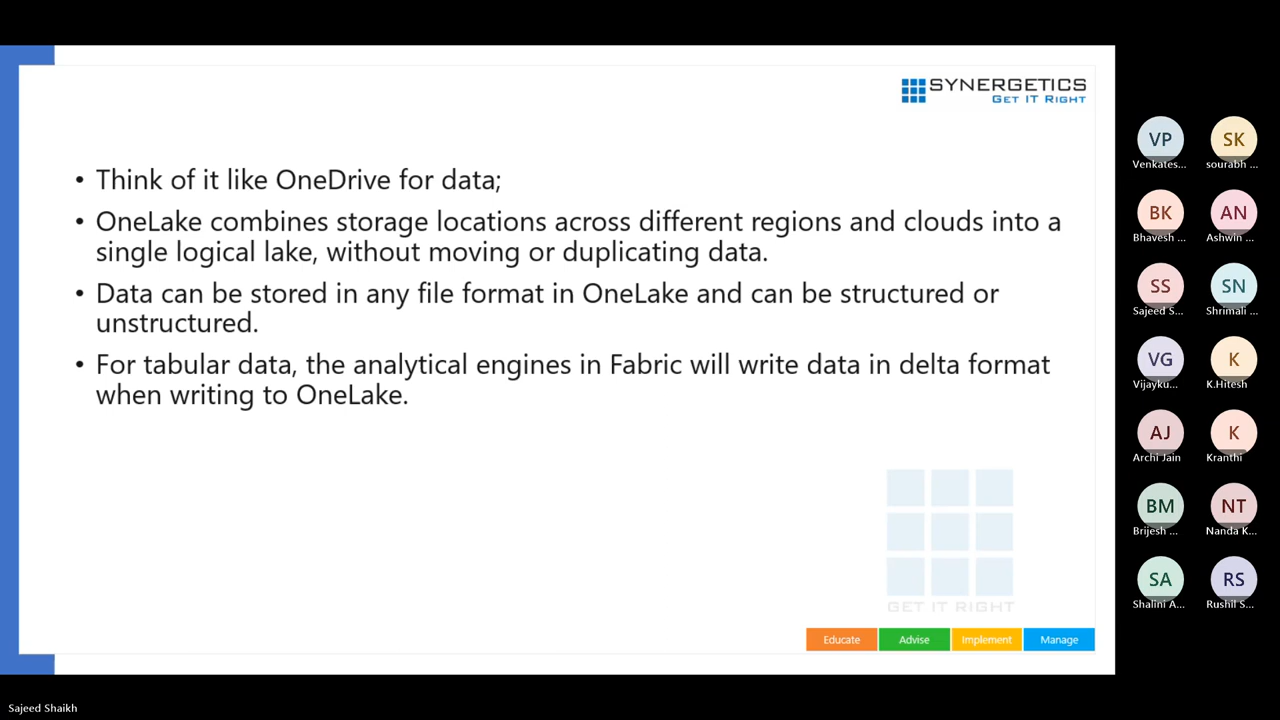 SYNERGETICS
GET IT RIGHT
• Think of it like OneDrive for data;
• OneLake combines storage locations across different regions and clouds into a
single logical lake, without moving or duplicating data.
• Data can be stored in any file format in OneLake and can be structured or
unstructured.
• For tabular data, the analytical engines in Fabric will write data in delta format
when writing to OneLake.
GET IT RIGHT
Educate Advise Implement Manage
VP SK
Venkates... sourabh ...
BK AN
Bhavesh ... Ashwin ...
SS SN
Sajeed S... Shrimali ...
VG K
Vijayku... K.Hitesh
AJ K
Archi Jain Kranthi
BM NT
Brijesh ... Nanda K...
SA RS
Shalini A... Rushil S...
Sajeed Shaikh